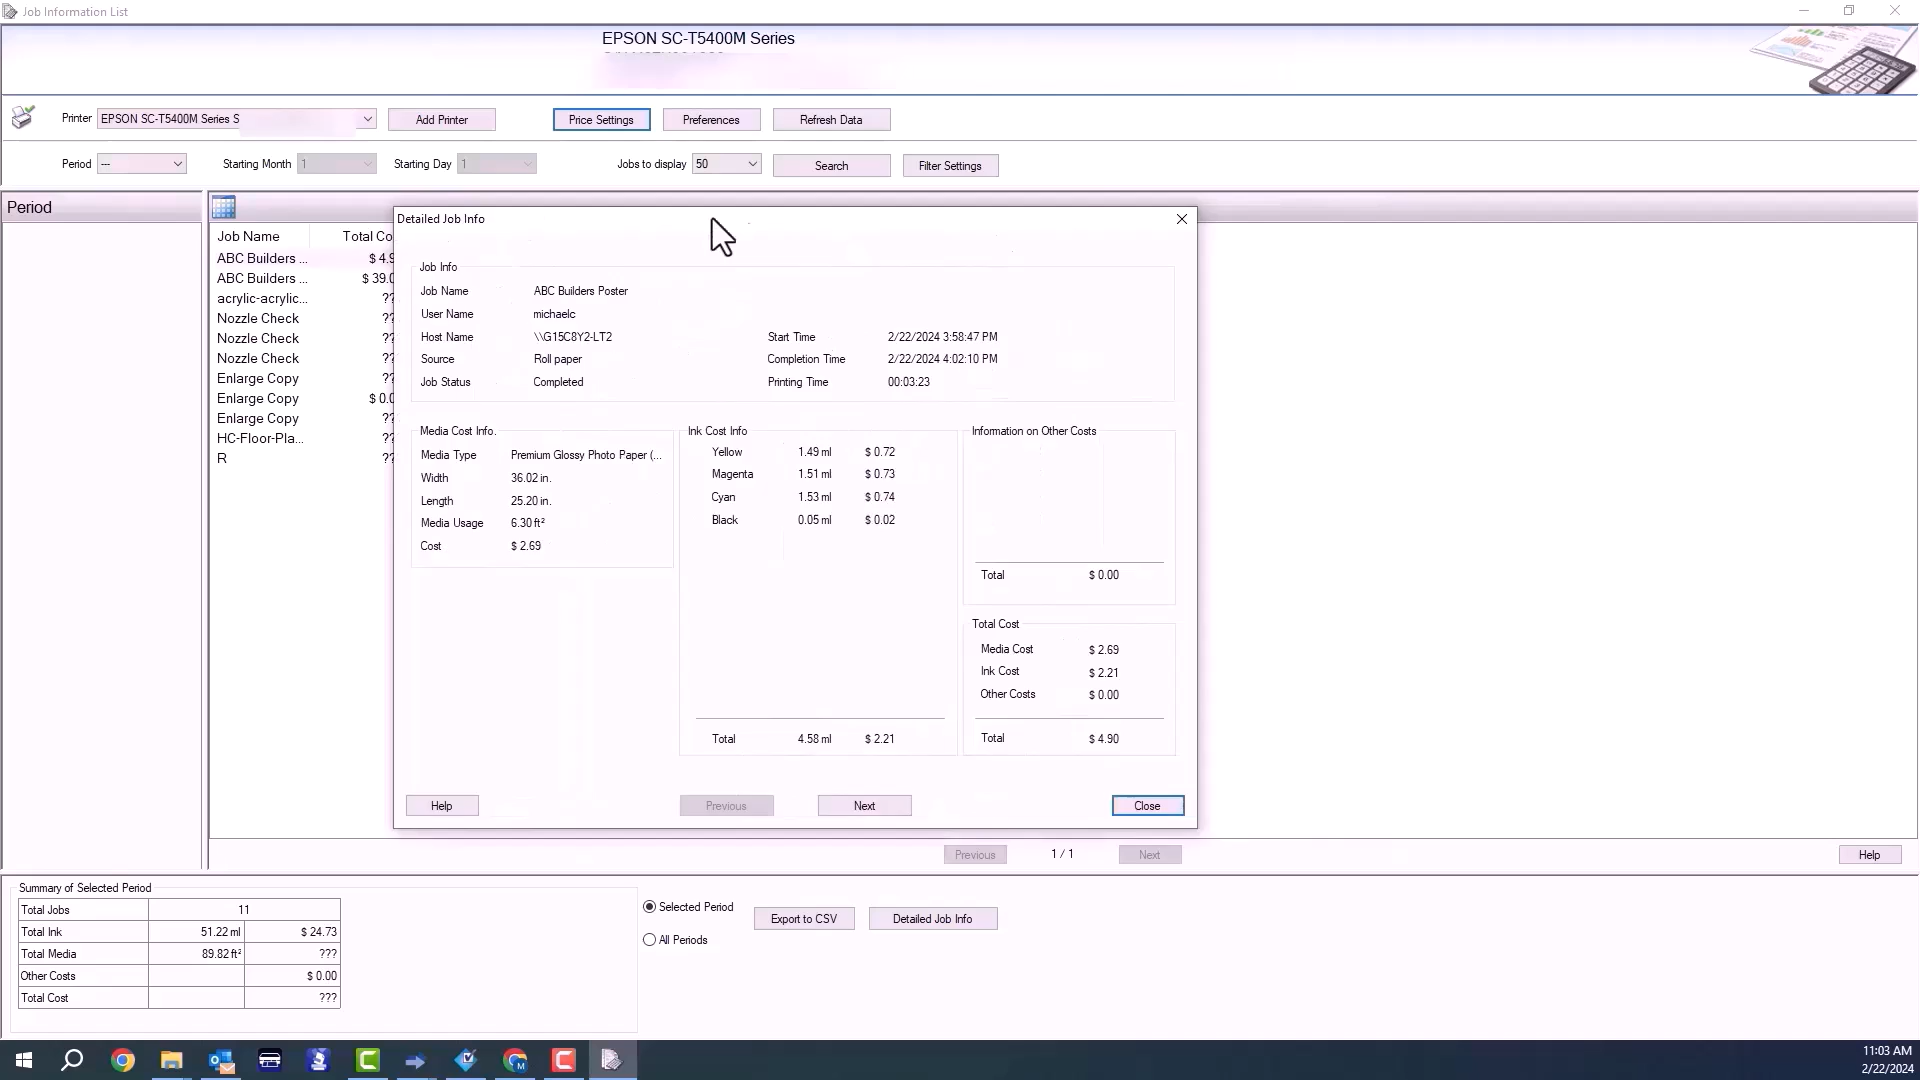 Job Information List
EPSON SC-T5400M Series
Printer EPSON SC-T5400M Series S Add Printer Price Settings Preferences Refresh Data
Period --- Starting Month 1 Starting Day 1 Jobs to display 50 Search Filter Settings
Period
Job Name Total Co
ABC Builders ... $ 4.9
ABC Builders ... $ 39.0
acrylic-acrylic... ??
Nozzle Check ??
Nozzle Check ??
Nozzle Check ??
Enlarge Copy ??
Enlarge Copy $ 0.0
Enlarge Copy ??
HC-Floor-Pla... ??
R ??
Detailed Job Info
Job Info
Job Name ABC Builders Poster
User Name michaelc
Host Name \\G15C8Y2-LT2 Start Time 2/22/2024 3:58:47 PM
Source Roll paper Completion Time 2/22/2024 4:02:10 PM
Job Status Completed Printing Time 00:03:23
Media Cost Info.
Media Type Premium Glossy Photo Paper (...
Width 36.02 in.
Length 25.20 in.
Media Usage 6.30 ft²
Cost $ 2.69
Ink Cost Info
Yellow 1.49 ml $ 0.72
Magenta 1.51 ml $ 0.73
Cyan 1.53 ml $ 0.74
Black 0.05 ml $ 0.02
Total 4.58 ml $ 2.21
Information on Other Costs
Total $ 0.00
Total Cost
Media Cost $ 2.69
Ink Cost $ 2.21
Other Costs $ 0.00
Total $ 4.90
Help Previous Next Close
Previous 1 / 1 Next Help
Summary of Selected Period
Total Jobs 11
Total Ink 51.22 ml $ 24.73
Total Media 89.82 ft² ???
Other Costs $ 0.00
Total Cost ???
Selected Period
All Periods
Export to CSV Detailed Job Info
11:03 AM
2/22/2024